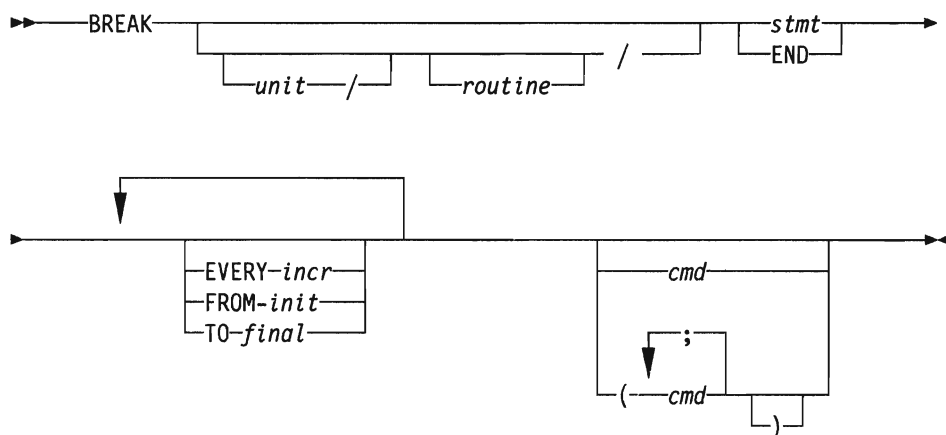 BREAK stmt
/ END
unit / routine
EVERY incr cmd
FROM init
TO final ;
( cmd
)